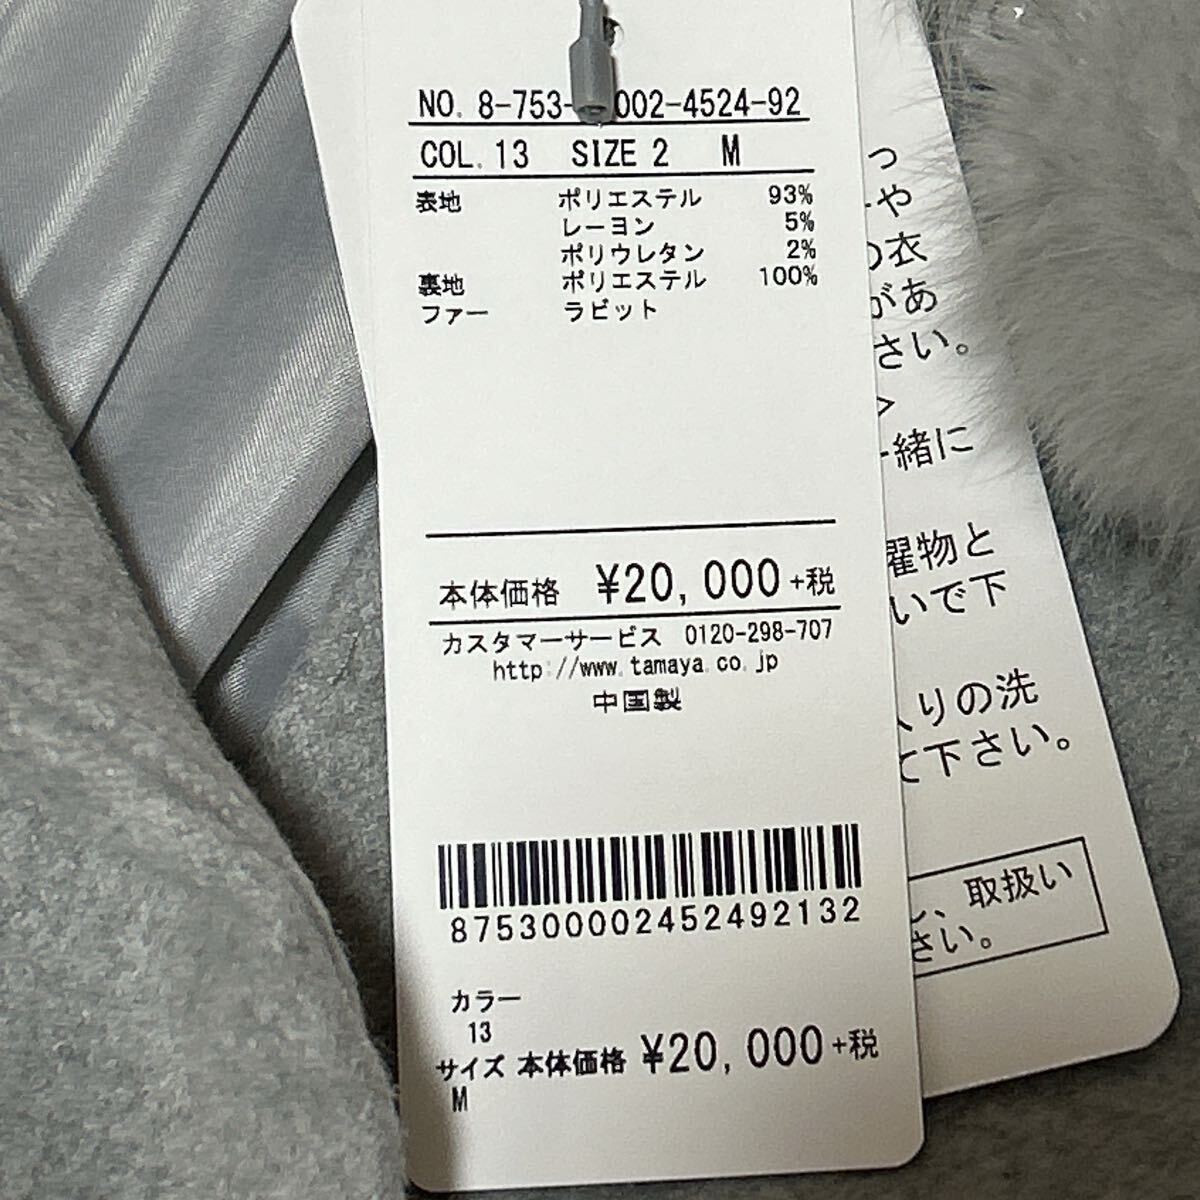 NO. 8-753- 002-4524-92
COL. 13 SIZE 2 M
表地 ポリエステル 93%
レーヨン 5%
ポリウレタン 2%
裏地 ポリエステル 100%
ファー ラビット
本体価格 ¥20,000+税
カスタマーサービス 0120-298-707
http://www.tamaya.co.jp
中国製
875300002452492132
カラー
13
サイズ 本体価格 ¥20,000+税
M
っ
ーや
の衣
があ
さい。
>
緒に
濯物と
いで下
入りの洗
て下さい。
し、取扱い
さい。